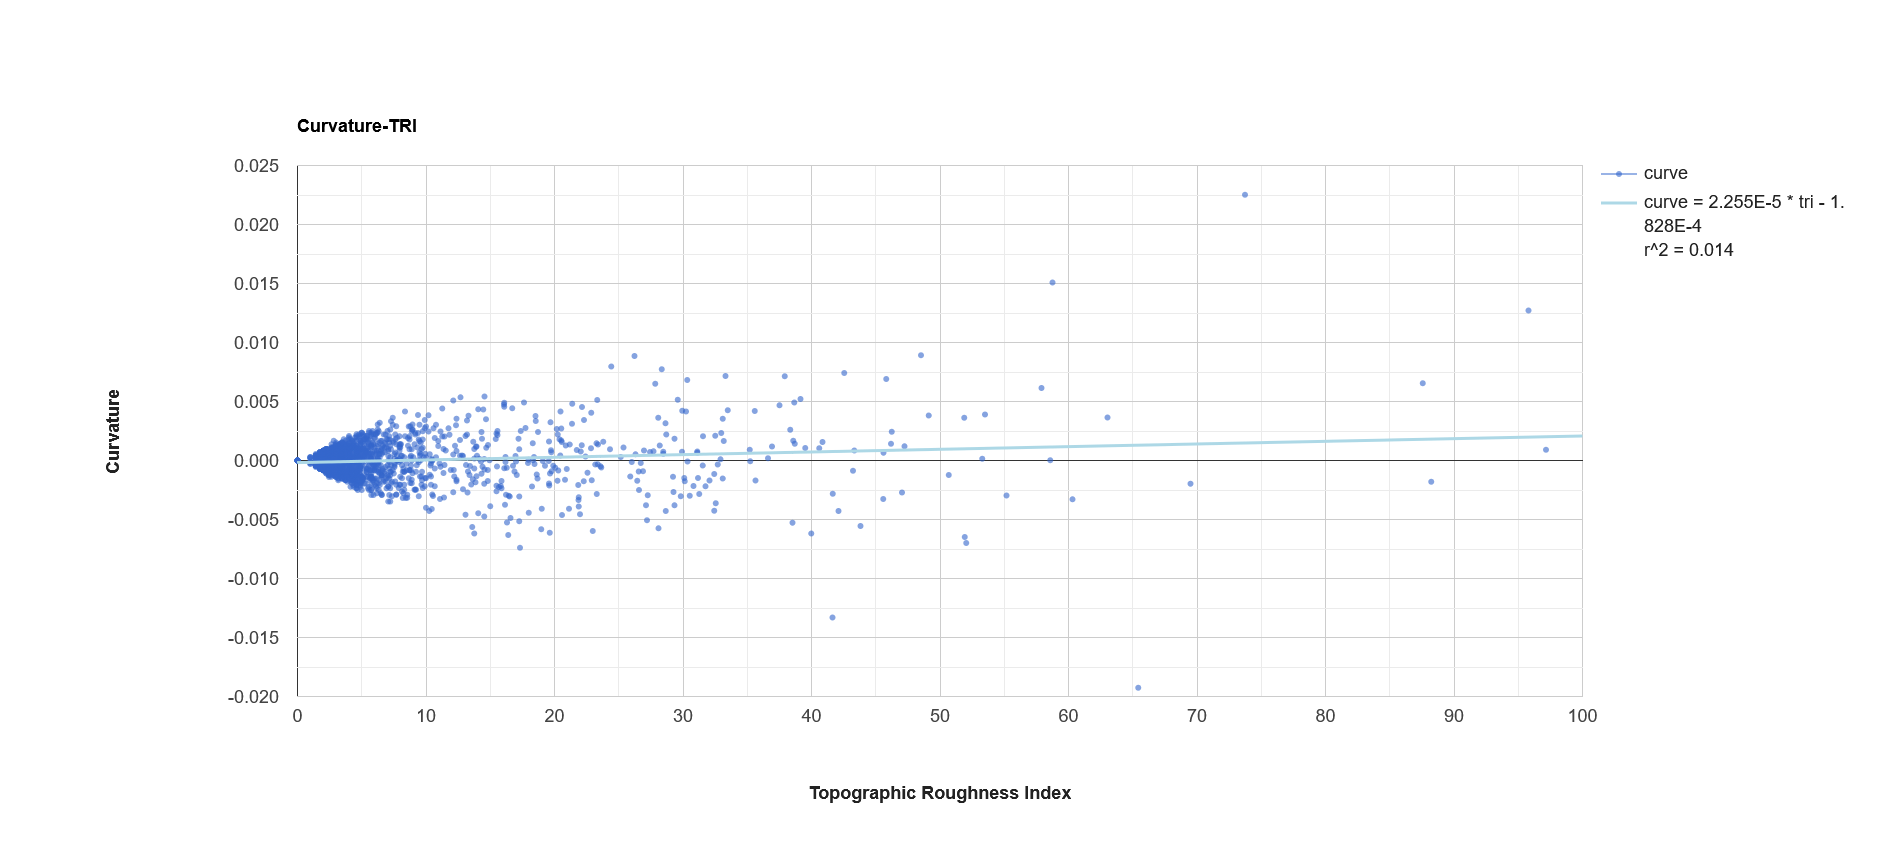 Curvature-TRI
0.025
0.020
0.015
0.010
0.005
0.000
-0.005
-0.010
-0.015
-0.020
Curvature
0 10 20 30 40 50 60 70 80 90 100
Topographic Roughness Index
curve
curve = 2.255E-5 * tri - 1.
828E-4
r^2 = 0.014